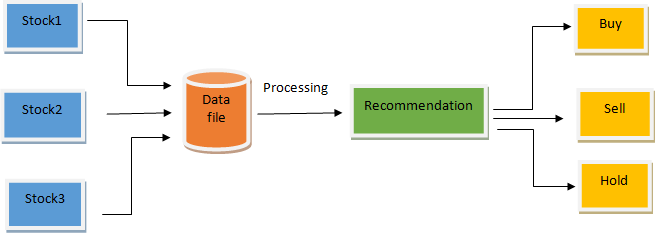 Stock1
Stock2
Stock3
Data
file
Processing
Recommendation
Buy
Sell
Hold